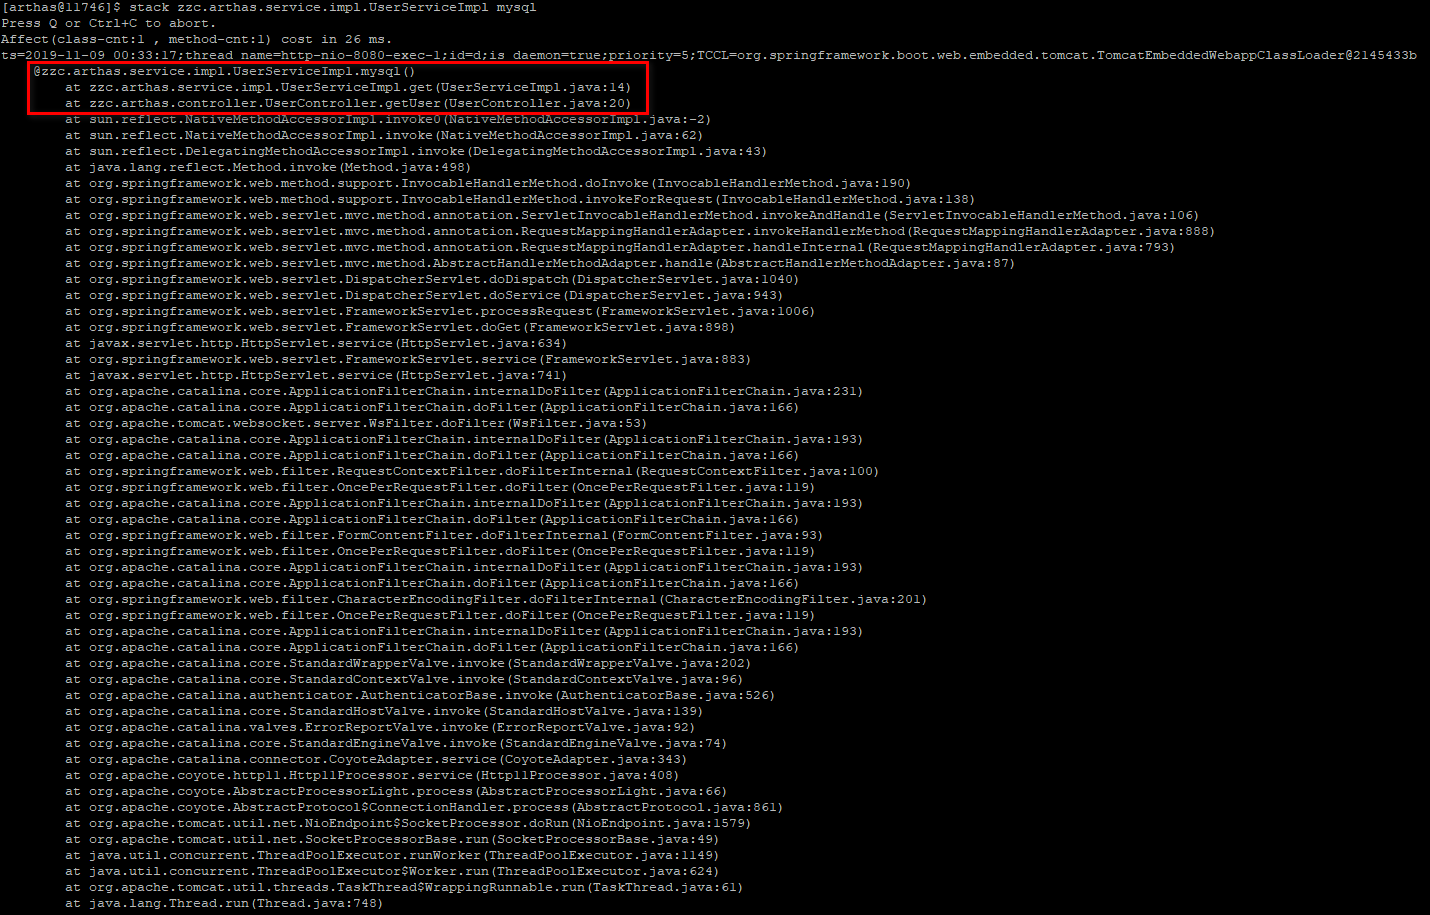 [arthas@11746]$ stack zzc.arthas.service.impl.UserServiceImpl mysql
Press Q or Ctrl+C to abort.
Affect(class-cnt:1 , method-cnt:1) cost in 26 ms.
ts=2019-11-09 00:33:17;thread_name=http-nio-8080-exec-1;id=d;is_daemon=true;priority=5;TCCL=org.springframework.boot.web.embedded.tomcat.TomcatEmbeddedWebappClassLoader@2145433b
@zzc.arthas.service.impl.UserServiceImpl.mysql()
at zzc.arthas.service.impl.UserServiceImpl.get(UserServiceImpl.java:14)
at zzc.arthas.controller.UserController.getUser(UserController.java:20)
at sun.reflect.NativeMethodAccessorImpl.invoke0(NativeMethodAccessorImpl.java:-2)
at sun.reflect.NativeMethodAccessorImpl.invoke(NativeMethodAccessorImpl.java:62)
at sun.reflect.DelegatingMethodAccessorImpl.invoke(DelegatingMethodAccessorImpl.java:43)
at java.lang.reflect.Method.invoke(Method.java:498)
at org.springframework.web.method.support.InvocableHandlerMethod.doInvoke(InvocableHandlerMethod.java:190)
at org.springframework.web.method.support.InvocableHandlerMethod.invokeForRequest(InvocableHandlerMethod.java:138)
at org.springframework.web.servlet.mvc.method.annotation.ServletInvocableHandlerMethod.invokeAndHandle(ServletInvocableHandlerMethod.java:106)
at org.springframework.web.servlet.mvc.method.annotation.RequestMappingHandlerAdapter.invokeHandlerMethod(RequestMappingHandlerAdapter.java:888)
at org.springframework.web.servlet.mvc.method.annotation.RequestMappingHandlerAdapter.handleInternal(RequestMappingHandlerAdapter.java:793)
at org.springframework.web.servlet.mvc.method.AbstractHandlerMethodAdapter.handle(AbstractHandlerMethodAdapter.java:87)
at org.springframework.web.servlet.DispatcherServlet.doDispatch(DispatcherServlet.java:1040)
at org.springframework.web.servlet.DispatcherServlet.doService(DispatcherServlet.java:943)
at org.springframework.web.servlet.FrameworkServlet.processRequest(FrameworkServlet.java:1006)
at org.springframework.web.servlet.FrameworkServlet.doGet(FrameworkServlet.java:898)
at javax.servlet.http.HttpServlet.service(HttpServlet.java:634)
at org.springframework.web.servlet.FrameworkServlet.service(FrameworkServlet.java:883)
at javax.servlet.http.HttpServlet.service(HttpServlet.java:741)
at org.apache.catalina.core.ApplicationFilterChain.internalDoFilter(ApplicationFilterChain.java:231)
at org.apache.catalina.core.ApplicationFilterChain.doFilter(ApplicationFilterChain.java:166)
at org.apache.tomcat.websocket.server.WsFilter.doFilter(WsFilter.java:53)
at org.apache.catalina.core.ApplicationFilterChain.internalDoFilter(ApplicationFilterChain.java:193)
at org.apache.catalina.core.ApplicationFilterChain.doFilter(ApplicationFilterChain.java:166)
at org.springframework.web.filter.RequestContextFilter.doFilterInternal(RequestContextFilter.java:100)
at org.springframework.web.filter.OncePerRequestFilter.doFilter(OncePerRequestFilter.java:119)
at org.apache.catalina.core.ApplicationFilterChain.internalDoFilter(ApplicationFilterChain.java:193)
at org.apache.catalina.core.ApplicationFilterChain.doFilter(ApplicationFilterChain.java:166)
at org.springframework.web.filter.FormContentFilter.doFilterInternal(FormContentFilter.java:93)
at org.springframework.web.filter.OncePerRequestFilter.doFilter(OncePerRequestFilter.java:119)
at org.apache.catalina.core.ApplicationFilterChain.internalDoFilter(ApplicationFilterChain.java:193)
at org.apache.catalina.core.ApplicationFilterChain.doFilter(ApplicationFilterChain.java:166)
at org.springframework.web.filter.CharacterEncodingFilter.doFilterInternal(CharacterEncodingFilter.java:201)
at org.springframework.web.filter.OncePerRequestFilter.doFilter(OncePerRequestFilter.java:119)
at org.apache.catalina.core.ApplicationFilterChain.internalDoFilter(ApplicationFilterChain.java:193)
at org.apache.catalina.core.ApplicationFilterChain.doFilter(ApplicationFilterChain.java:166)
at org.apache.catalina.core.StandardWrapperValve.invoke(StandardWrapperValve.java:202)
at org.apache.catalina.core.StandardContextValve.invoke(StandardContextValve.java:96)
at org.apache.catalina.authenticator.AuthenticatorBase.invoke(AuthenticatorBase.java:526)
at org.apache.catalina.core.StandardHostValve.invoke(StandardHostValve.java:139)
at org.apache.catalina.valves.ErrorReportValve.invoke(ErrorReportValve.java:92)
at org.apache.catalina.core.StandardEngineValve.invoke(StandardEngineValve.java:74)
at org.apache.catalina.connector.CoyoteAdapter.service(CoyoteAdapter.java:343)
at org.apache.coyote.http11.Http11Processor.service(Http11Processor.java:408)
at org.apache.coyote.AbstractProcessorLight.process(AbstractProcessorLight.java:66)
at org.apache.coyote.AbstractProtocol$ConnectionHandler.process(AbstractProtocol.java:861)
at org.apache.tomcat.util.net.NioEndpoint$SocketProcessor.doRun(NioEndpoint.java:1579)
at org.apache.tomcat.util.net.SocketProcessorBase.run(SocketProcessorBase.java:49)
at java.util.concurrent.ThreadPoolExecutor.runWorker(ThreadPoolExecutor.java:1149)
at java.util.concurrent.ThreadPoolExecutor$Worker.run(ThreadPoolExecutor.java:624)
at org.apache.tomcat.util.threads.TaskThread$WrappingRunnable.run(TaskThread.java:61)
at java.lang.Thread.run(Thread.java:748)